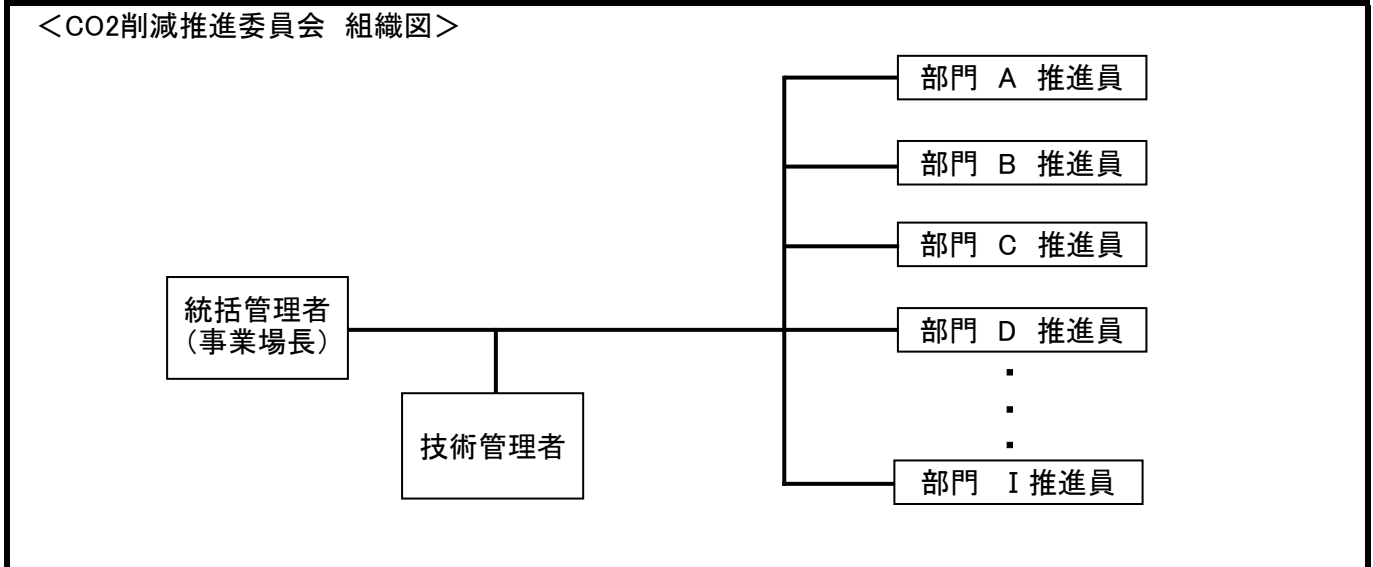 ＜CO2削減推進委員会　組織図＞
部門　A　推進員
部門　B　推進員
部門　C　推進員
統括管理者
（事業場長）
部門　D　推進員
・
・
・
技術管理者
部門　I 推進員